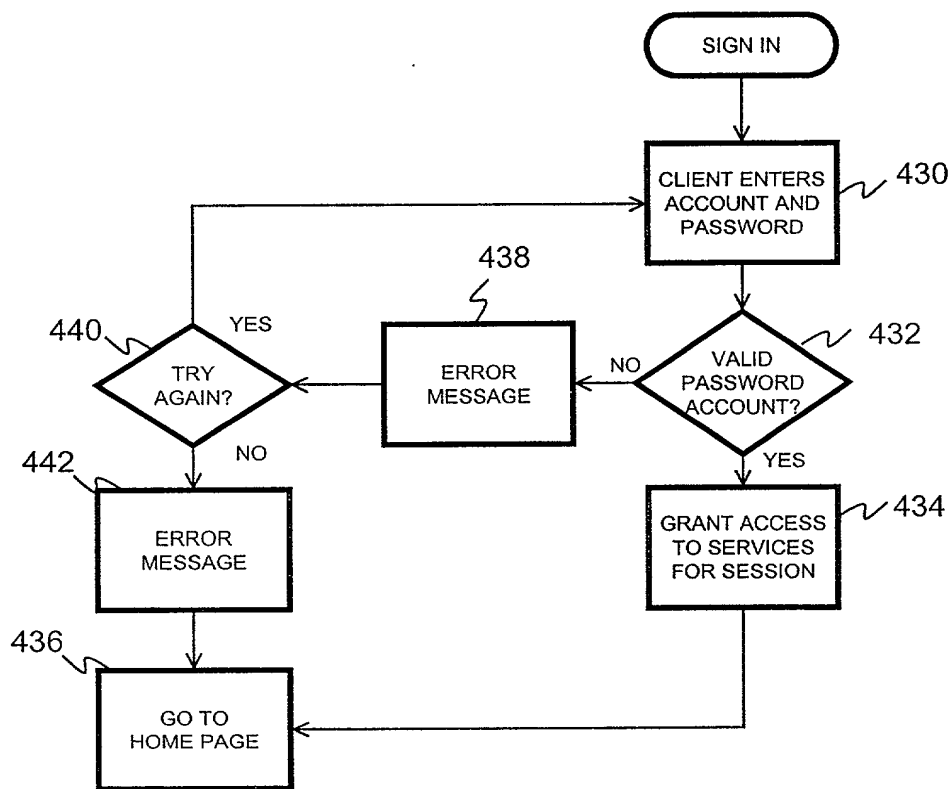 SIGN IN
CLIENT ENTERS
ACCOUNT AND
PASSWORD
430
438
440
YES
432
TRY
AGAIN?
ERROR
MESSAGE
NO
VALID
PASSWORD
ACCOUNT?
NO
YES
442
ERROR
MESSAGE
GRANT ACCESS
TO SERVICES
FOR SESSION
434
436
GO TO
HOME PAGE